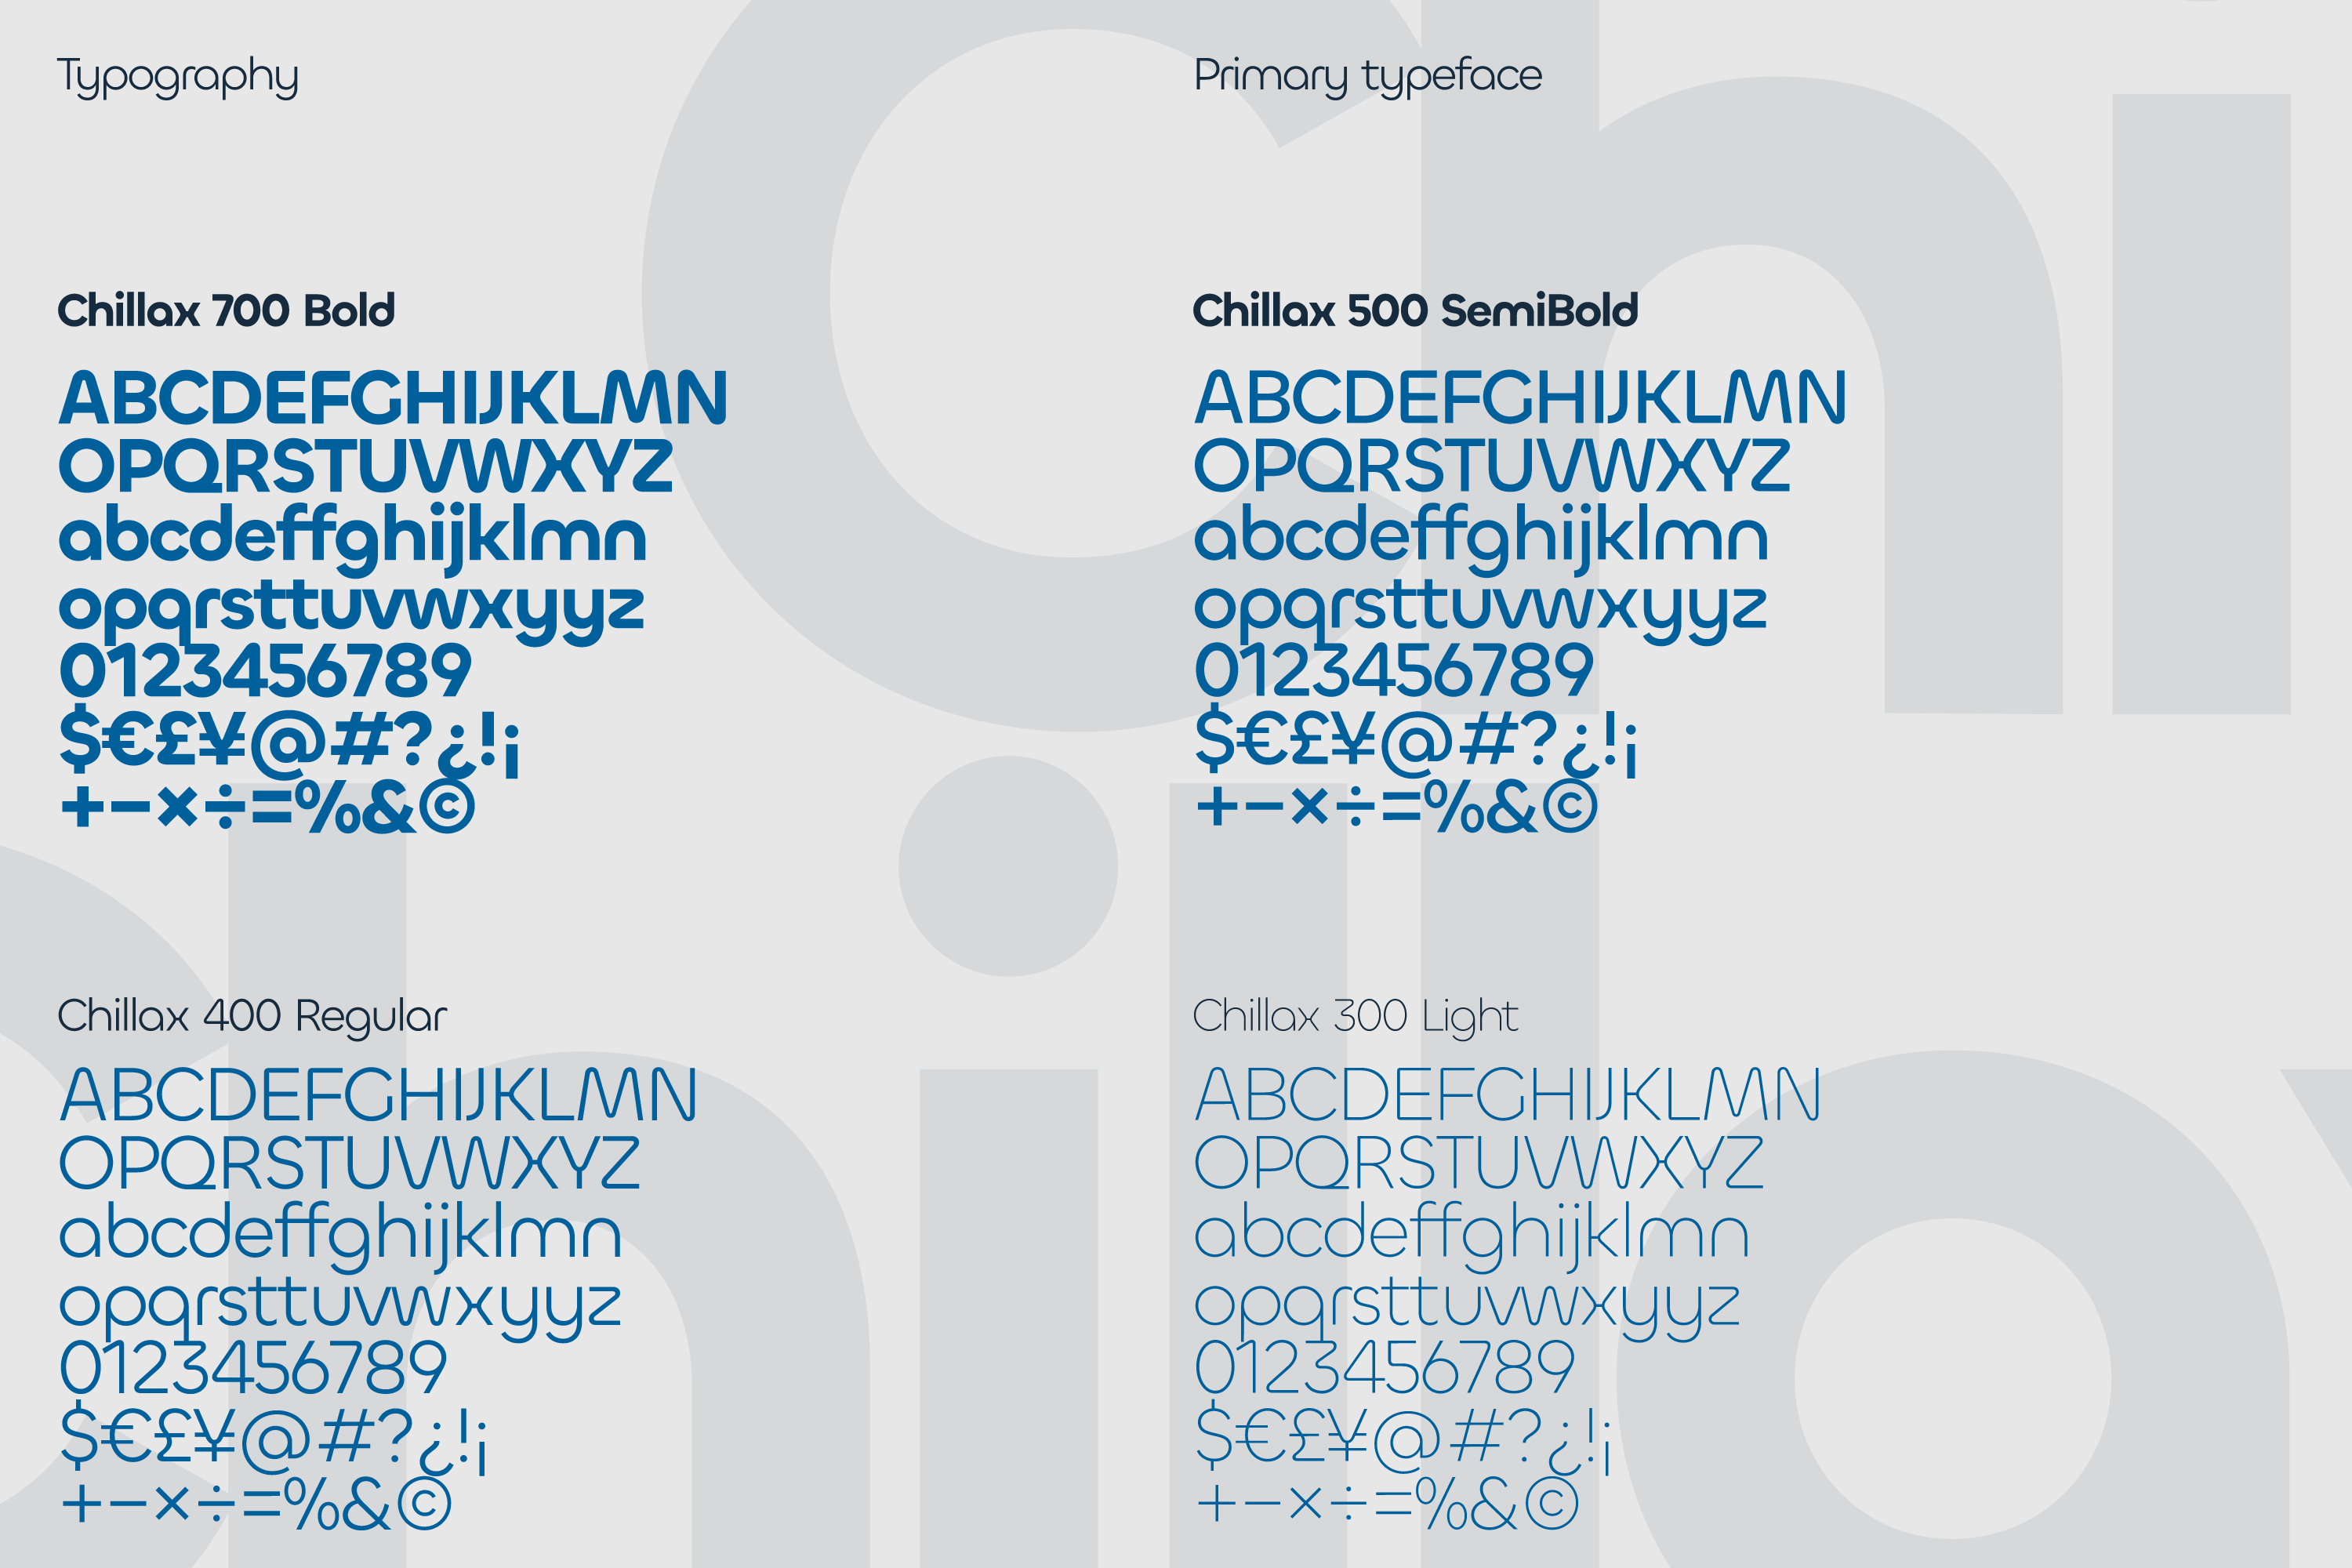 Typography
Primary typeface
Chillax 700 Bold
ABCDEFGHIJKLMN
OPQRSTUVWXYZ
abcdeffghijklmn
opqrsttuvwxyyz
0123456789
$€£¥@#?¿!¡
+−×÷=%&©
Chillax 500 SemiBold
ABCDEFGHIJKLMN
OPQRSTUVWXYZ
abcdeffghijklmn
opqrsttuvwxyyz
0123456789
$€£¥@#?¿!¡
+−×÷=%&©
Chillax 400 Regular
ABCDEFGHIJKLMN
OPQRSTUVWXYZ
abcdeffghijklmn
opqrsttuvwxyyz
0123456789
$€£¥@#?¿!¡
+−×÷=%&©
Chillax 300 Light
ABCDEFGHIJKLMN
OPQRSTUVWXYZ
abcdeffghijklmn
opqrsttuvwxyyz
0123456789
$€£¥@#?¿!¡
+−×÷=%&©